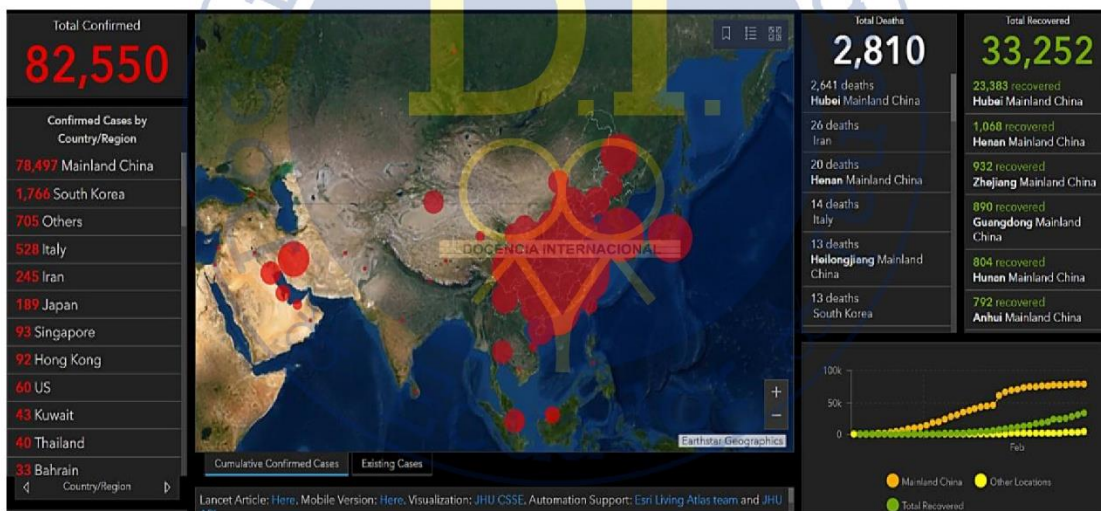 Total Confirmed
82,550
Confirmed Cases by
Country/Region
78,497 Mainland China
1,766 South Korea
705 Others
528 Italy
245 Iran
189 Japan
93 Singapore
92 Hong Kong
60 US
43 Kuwait
40 Thailand
33 Bahrain
Country/Region
D.I.
DOCENCIA INTERNACIONAL
+
−
Earthstar Geographics
Cumulative Confirmed Cases
Existing Cases
Lancet Article: Here. Mobile Version: Here. Visualization: JHU CSSE. Automation Support: Esri Living Atlas team and JHU
Total Deaths
2,810
2,641 deaths
Hubei Mainland China
26 deaths
Iran
20 deaths
Henan Mainland China
14 deaths
Italy
13 deaths
Heilongjiang Mainland
China
13 deaths
South Korea
Total Recovered
33,252
23,383 recovered
Hubei Mainland China
1,068 recovered
Henan Mainland China
932 recovered
Zhejiang Mainland China
890 recovered
Guangdong Mainland
China
804 recovered
Hunan Mainland China
792 recovered
Anhui Mainland China
100k
50k
0
Feb
Mainland China
Other Locations
Total Recovered